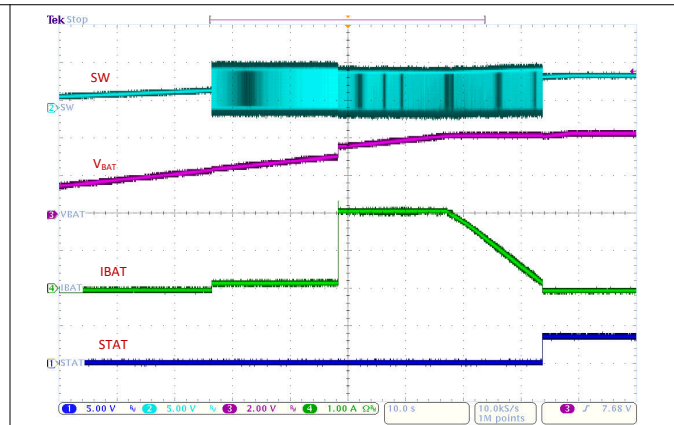 Tek Stop
SW
2 SW
VBAT
3 VBAT
IBAT
4 IBAT
STAT
1 STAT
1 5.00 V 2 5.00 V 3 2.00 V 4 1.00 A Ω 10.0 s 10.0kS/s 3 7.68 V
1M points